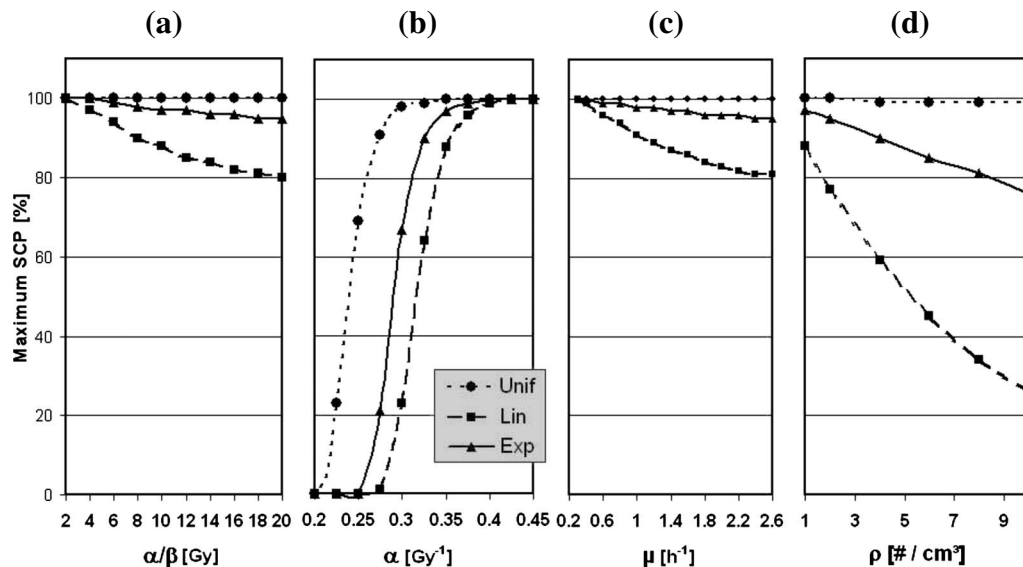 (a) (b) (c) (d)
Maximum SCP [%]
100
80
60
40
20
0
2 4 6 8 10 12 14 16 18 20
α/β [Gy]
0.2 0.25 0.3 0.35 0.4 0.45
α [Gy⁻¹]
Unif
Lin
Exp
0.2 0.6 1 1.4 1.8 2.2 2.6
μ [h⁻¹]
1 3 5 7 9
ρ [# / cm³]